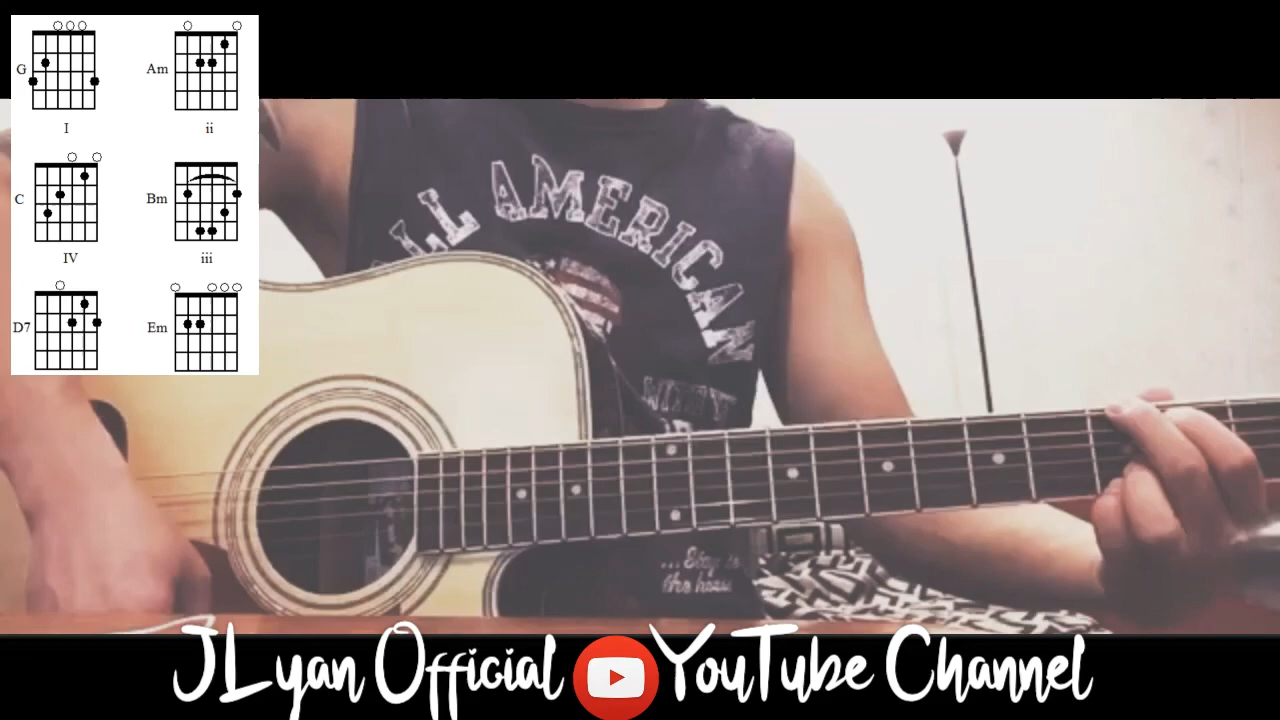 G
Am
I
ii
C
Bm
IV
iii
D7
Em
ALL AMERICAN
...Stay in
the house
JLyan Official YouTube Channel